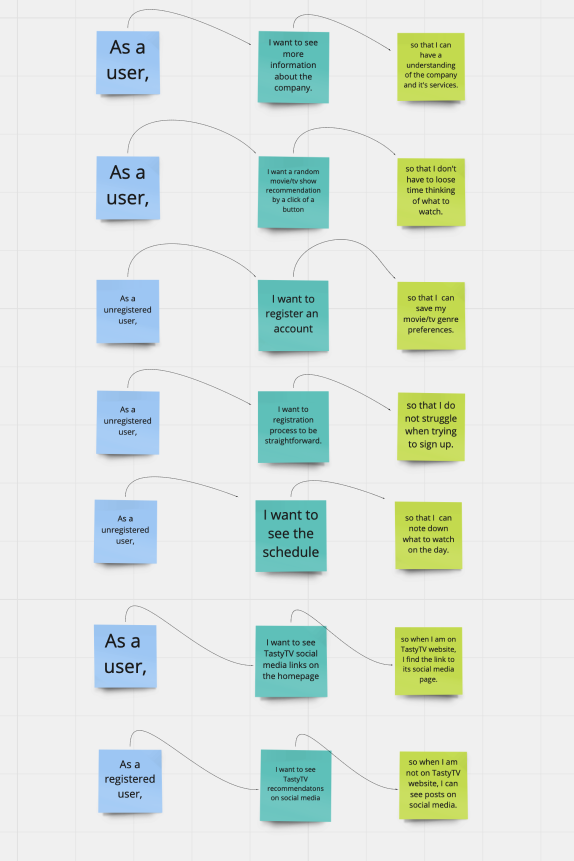 As a
user,
I want to see
more
information
about the
company.
so that I can
have a
understanding
of the company
and it's services.
As a
user,
I want a random
movie/tv show
recommendation
by a click of a
button
so that I don't
have to loose
time thinking
of what to
watch.
As a
unregistered
user,
I want to
register an
account
so that I can
save my
movie/tv genre
preferences.
As a
unregistered
user,
I want to
registration
process to be
straightforward.
so that I do
not struggle
when trying
to sign up.
As a
unregistered
user,
I want to
see the
schedule
so that I can
note down
what to watch
on the day.
As a
user,
I want to see
TastyTV social
media links on
the homepage
so when I am on
TastyTV website,
I find the link to
its social media
page.
As a
registered
user,
I want to see
TastyTV
recommendatons
on social media
so when I am
not on TastyTV
website, I can
see posts on
social media.